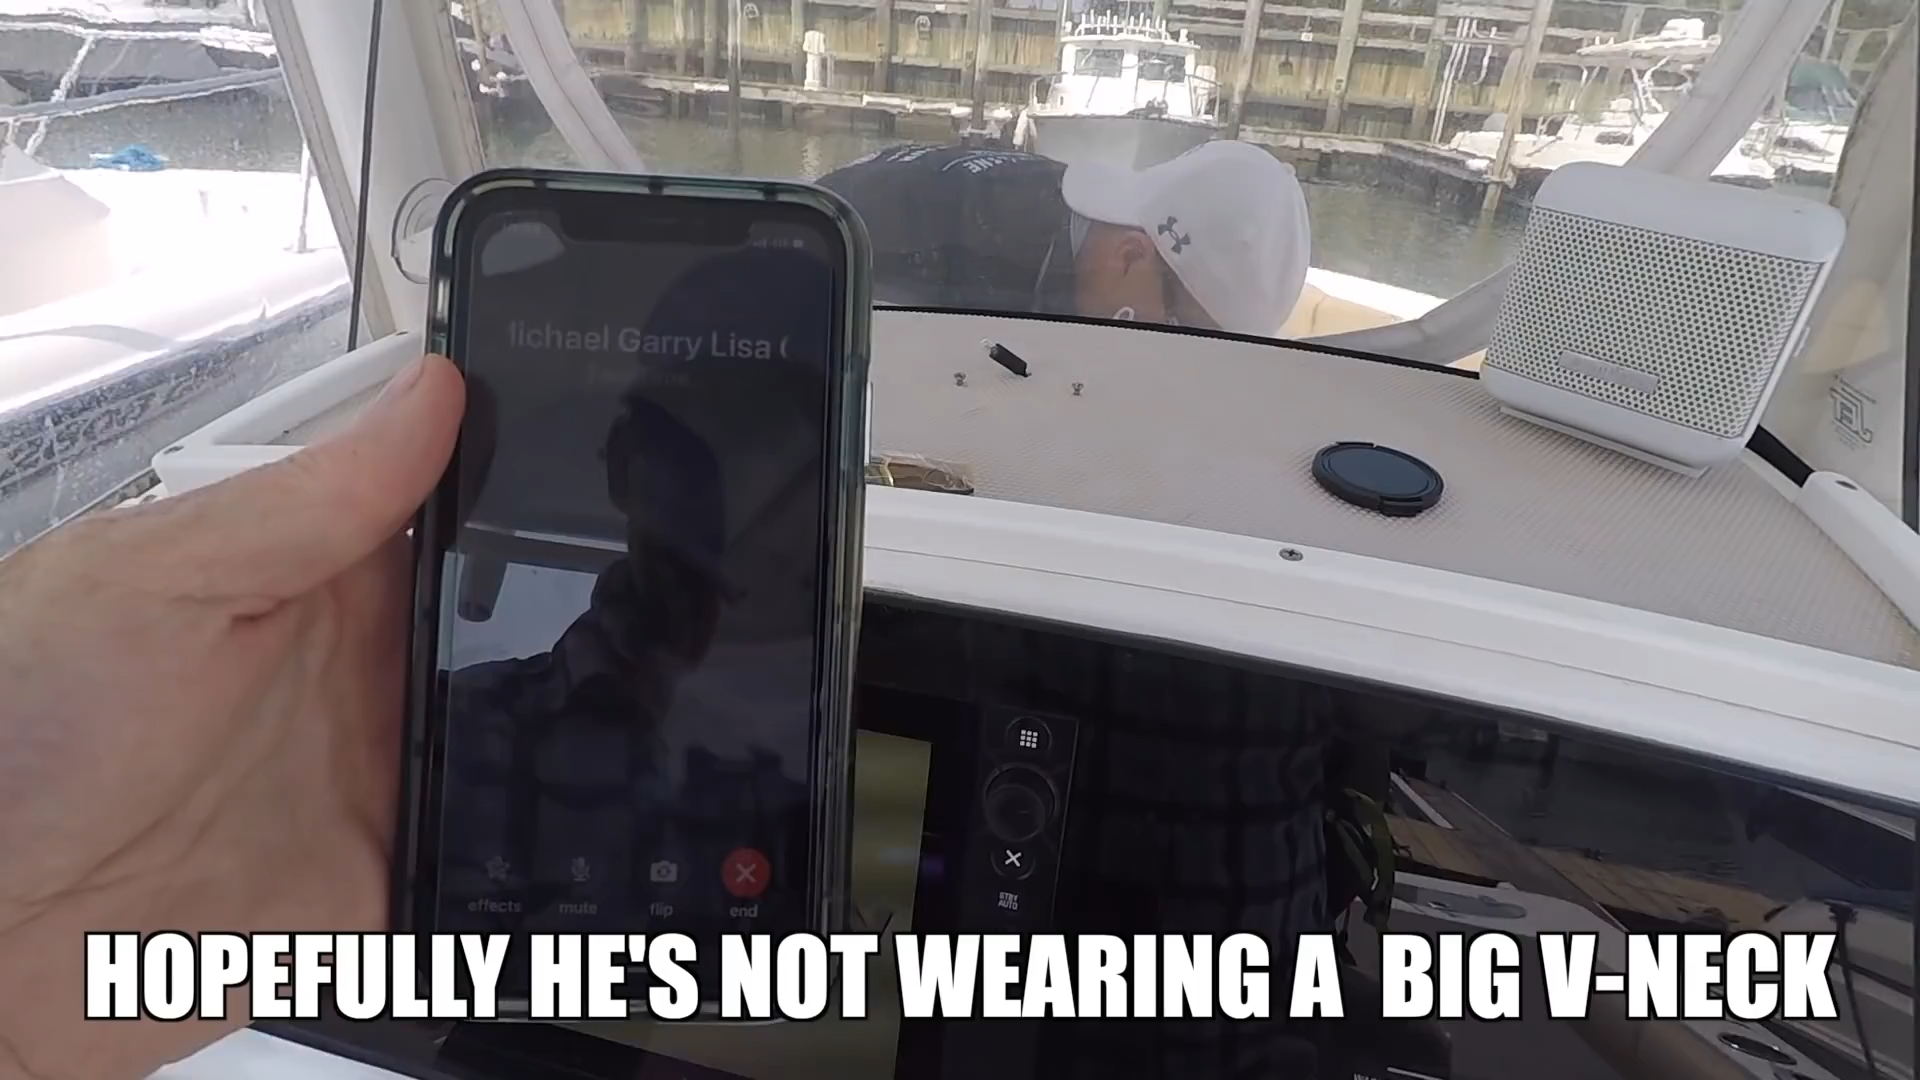 lichael Garry Lisa (
effects mute flip end
STBY
AUTO
HOPEFULLY HE'S NOT WEARING A BIG V-NECK